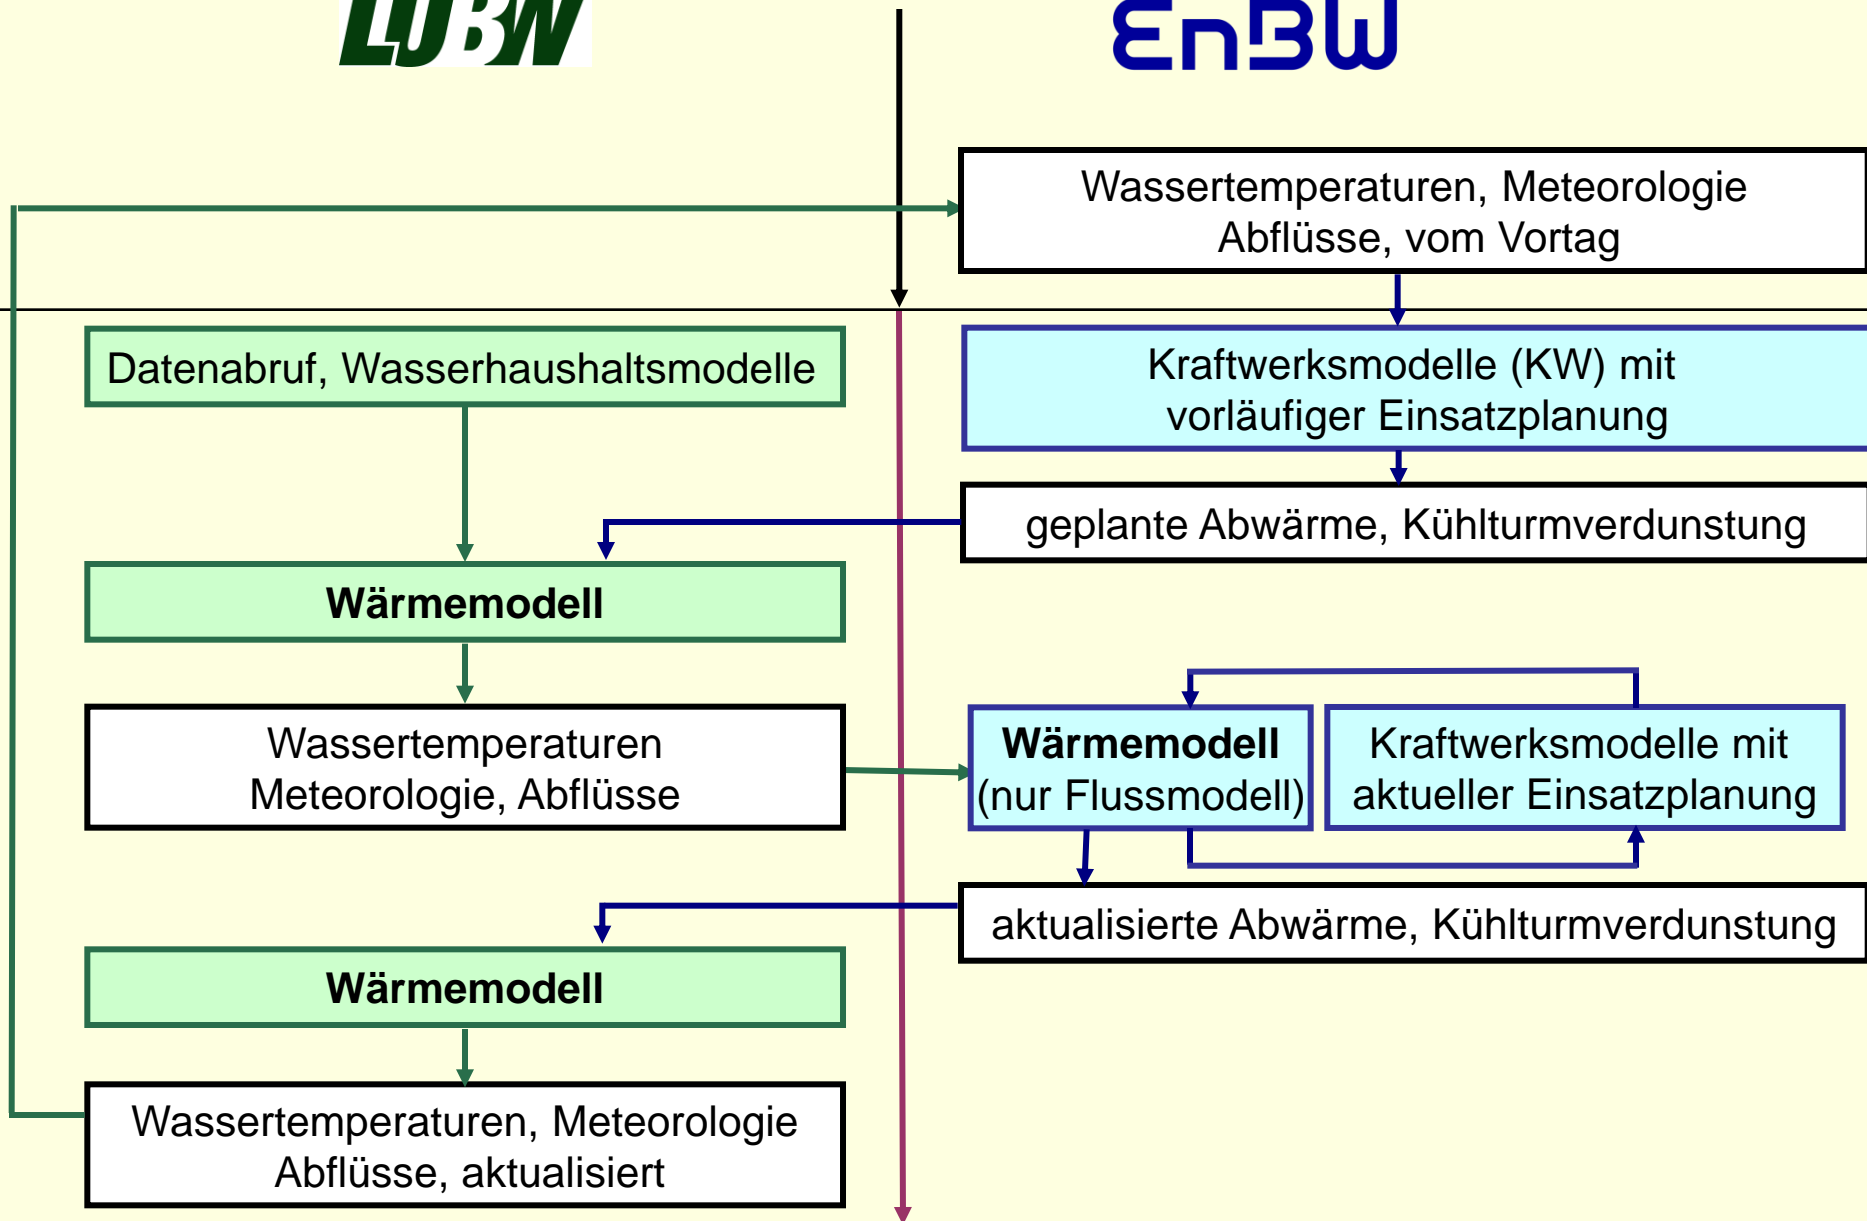 LUBW
EnBW
Wassertemperaturen, Meteorologie
Abflüsse, vom Vortag
Datenabruf, Wasserhaushaltsmodelle
Kraftwerksmodelle (KW) mit
vorläufiger Einsatzplanung
geplante Abwärme, Kühlturmverdunstung
Wärmemodell
Wassertemperaturen
Meteorologie, Abflüsse
Wärmemodell
(nur Flussmodell)
Kraftwerksmodelle mit
aktueller Einsatzplanung
aktualisierte Abwärme, Kühlturmverdunstung
Wärmemodell
Wassertemperaturen, Meteorologie
Abflüsse, aktualisiert